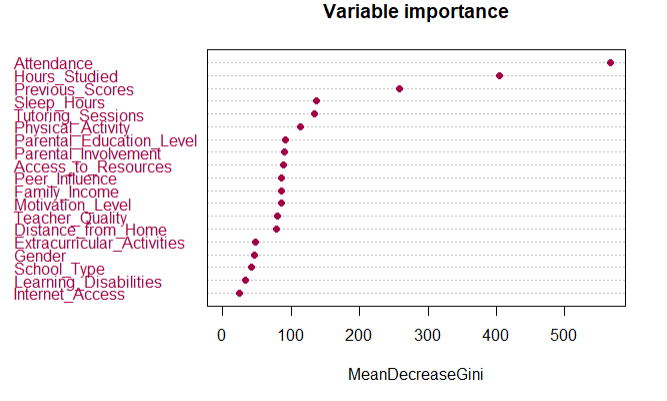 Variable importance
Attendance
Hours_Studied
Previous_Scores
Sleep_Hours
Tutoring_Sessions
Physical_Activity
Parental_Education_Level
Parental_Involvement
Access_to_Resources
Peer_Influence
Family_Income
Motivation_Level
Teacher_Quality
Distance_from_Home
Extracurricular_Activities
Gender
School_Type
Learning_Disabilities
Internet_Access
0 100 200 300 400 500
MeanDecreaseGini